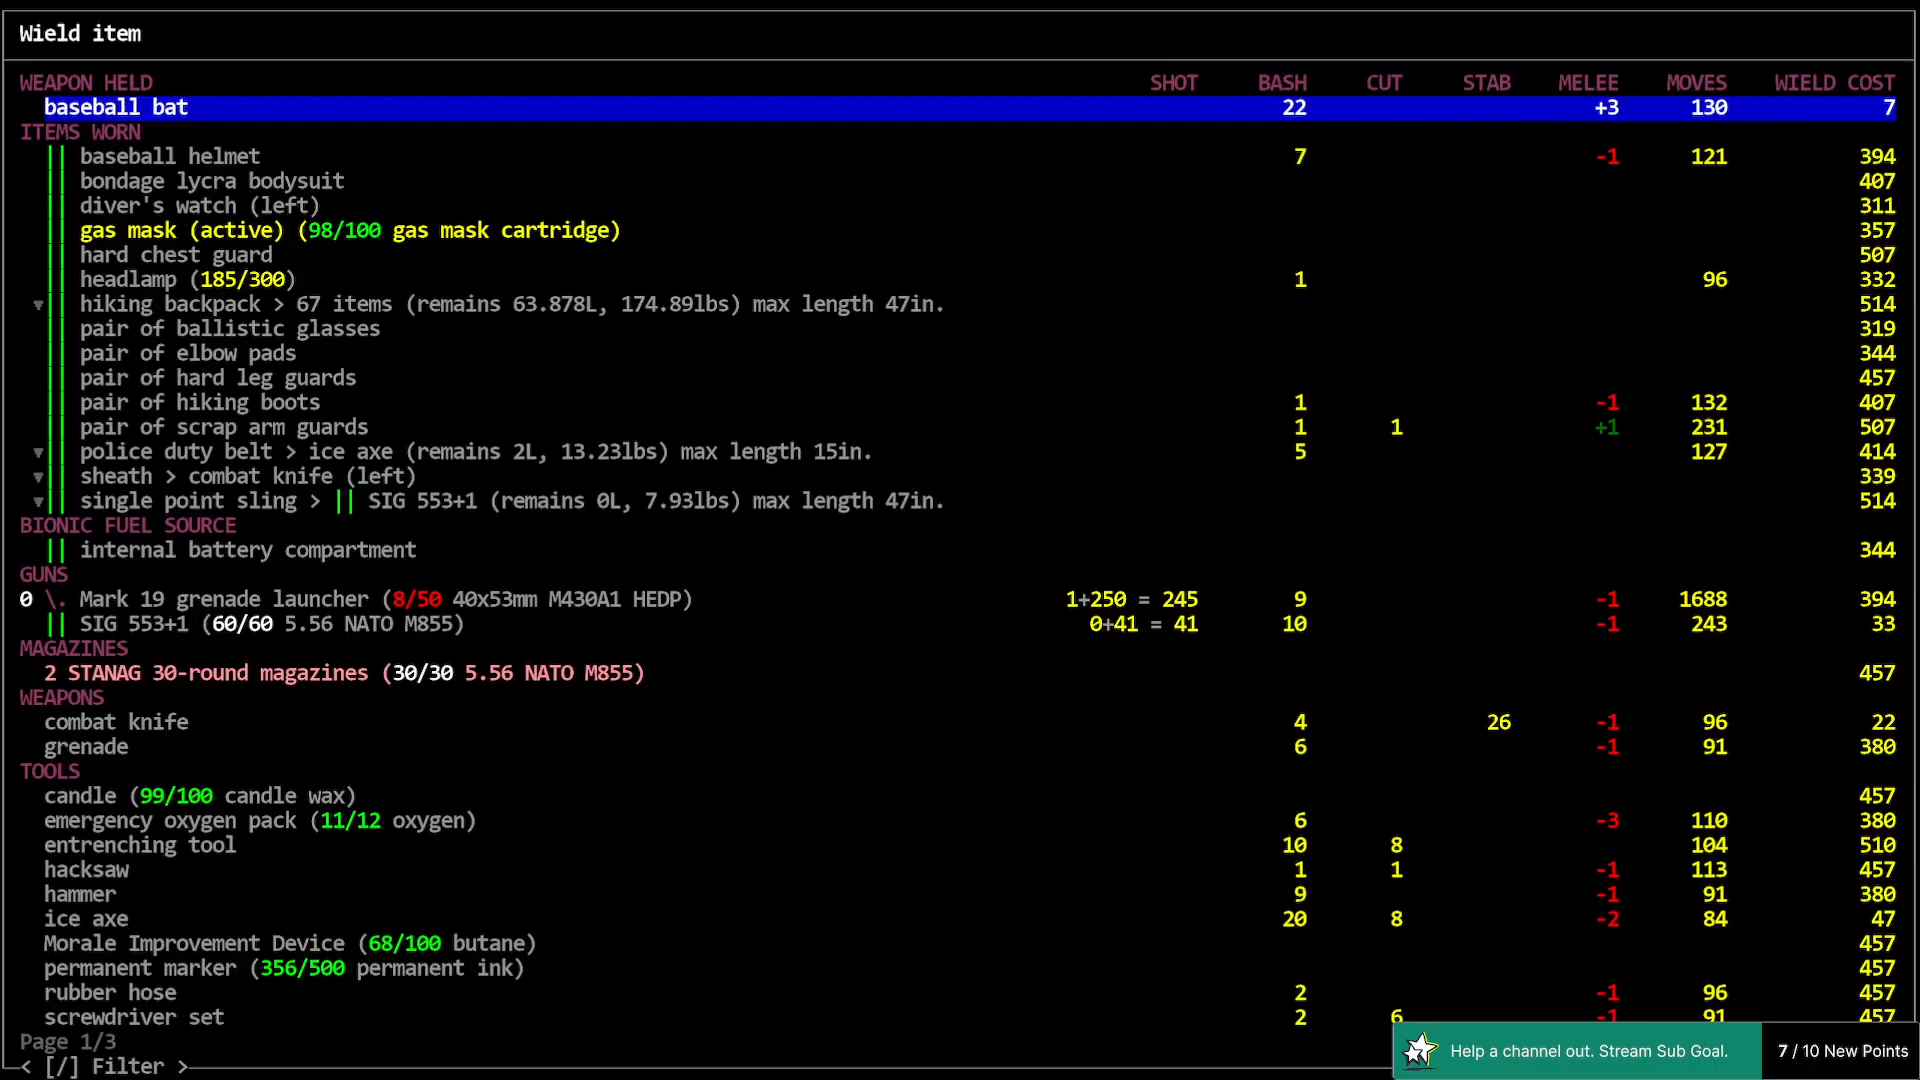 Wield item
WEAPON HELD SHOT BASH CUT STAB MELEE MOVES WIELD COST
baseball bat 22 +3 130 7
ITEMS WORN
|| baseball helmet 7 -1 121 394
|| bondage lycra bodysuit 407
|| diver's watch (left) 311
|| gas mask (active) (98/100 gas mask cartridge) 357
|| hard chest guard 507
|| headlamp (185/300) 1 96 332
▼|| hiking backpack > 67 items (remains 63.878L, 174.89lbs) max length 47in. 514
|| pair of ballistic glasses 319
|| pair of elbow pads 344
|| pair of hard leg guards 457
|| pair of hiking boots 1 -1 132 407
|| pair of scrap arm guards 1 1 +1 231 507
▼|| police duty belt > ice axe (remains 2L, 13.23lbs) max length 15in. 5 127 414
▼|| sheath > combat knife (left) 339
▼|| single point sling > || SIG 553+1 (remains 0L, 7.93lbs) max length 47in. 514
BIONIC FUEL SOURCE
|| internal battery compartment 344
GUNS
0 \. Mark 19 grenade launcher (8/50 40x53mm M430A1 HEDP) 1+250 = 245 9 -1 1688 394
|| SIG 553+1 (60/60 5.56 NATO M855) 0+41 = 41 10 -1 243 33
MAGAZINES
2 STANAG 30-round magazines (30/30 5.56 NATO M855) 457
WEAPONS
combat knife 4 26 -1 96 22
grenade 6 -1 91 380
TOOLS
candle (99/100 candle wax) 457
emergency oxygen pack (11/12 oxygen) 6 -3 110 380
entrenching tool 10 8 104 510
hacksaw 1 1 -1 113 457
hammer 9 -1 91 380
ice axe 20 8 -2 84 47
Morale Improvement Device (68/100 butane) 457
permanent marker (356/500 permanent ink) 457
rubber hose 2 -1 96 457
screwdriver set 2 6 -1 91 457
Page 1/3
< [/] Filter >
Help a channel out. Stream Sub Goal. 7 / 10 New Points